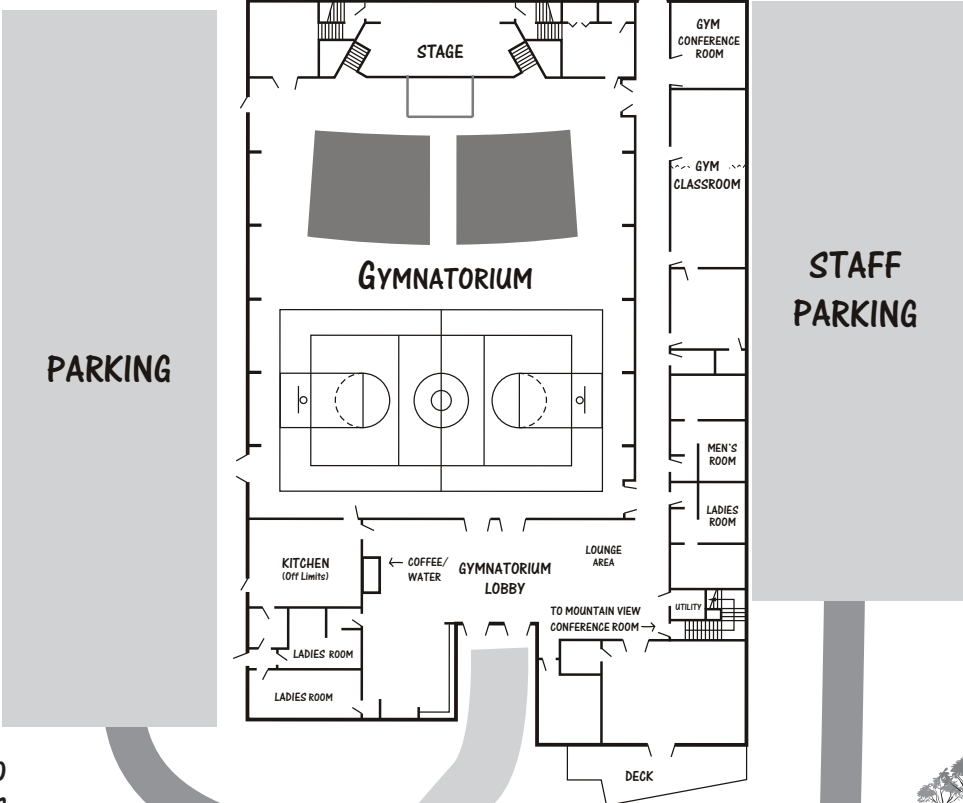 STAGE
GYM
CONFERENCE
ROOM
GYM
CLASSROOM
GYMNATORIUM
STAFF
PARKING
PARKING
MEN'S
ROOM
LADIES
ROOM
KITCHEN
(Off Limits)
← COFFEE/
WATER
GYMNATORIUM
LOBBY
LOUNGE
AREA
TO MOUNTAIN VIEW
CONFERENCE ROOM →
UTILITY
LADIES ROOM
LADIES ROOM
DECK